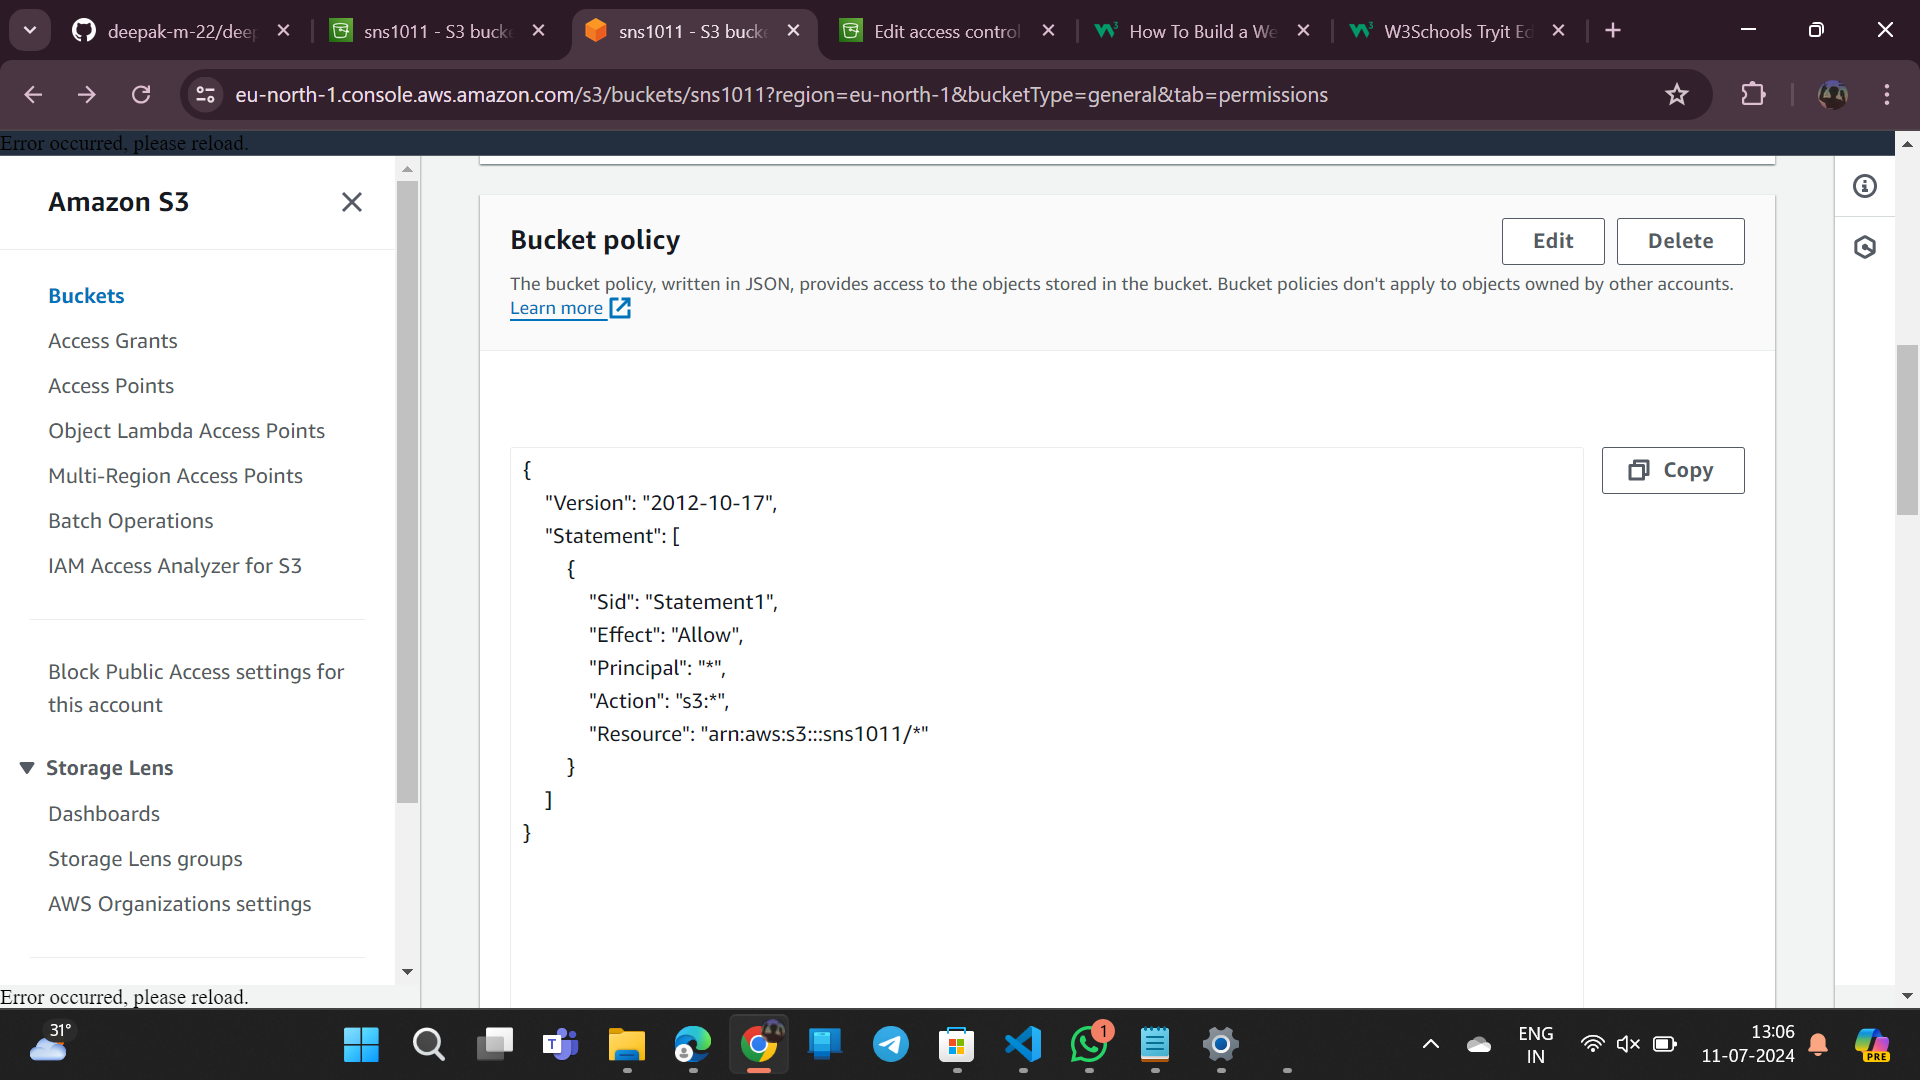 deepak-m-22/deep
sns1011 - S3 bucke
sns1011 - S3 bucke
Edit access control
How To Build a We
W3Schools Tryit Ed
eu-north-1.console.aws.amazon.com/s3/buckets/sns1011?region=eu-north-1&bucketType=general&tab=permissions
Error occurred, please reload.
Amazon S3
Buckets
Access Grants
Access Points
Object Lambda Access Points
Multi-Region Access Points
Batch Operations
IAM Access Analyzer for S3
Block Public Access settings for
this account
Storage Lens
Dashboards
Storage Lens groups
AWS Organizations settings
Bucket policy
Edit
Delete
The bucket policy, written in JSON, provides access to the objects stored in the bucket. Bucket policies don't apply to objects owned by other accounts.
Learn more
Copy
{
"Version": "2012-10-17",
"Statement": [
{
"Sid": "Statement1",
"Effect": "Allow",
"Principal": "*",
"Action": "s3:*",
"Resource": "arn:aws:s3:::sns1011/*"
}
]
}
Error occurred, please reload.
31°
T
1
ENG
IN
13:06
11-07-2024
PRE